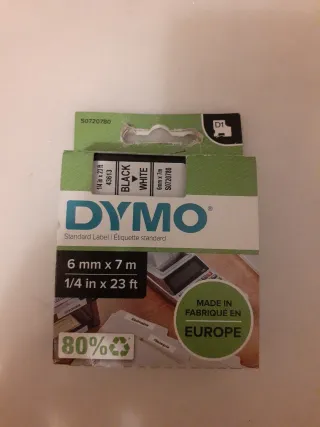 S0720780
D1
1/4 in x 23 ft
43613
BLACK
WHITE
6mm x 7m
S0720780
DYMO®
Standard Label / Étiquette standard
6 mm x 7 m
1/4 in x 23 ft
MADE IN
FABRIQUÉ EN
EUROPE
80%